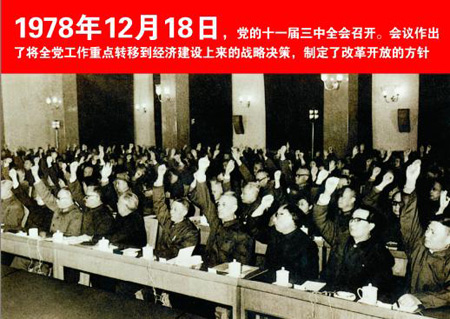 1978年12月18日，党的十一届三中全会召开。会议作出
了将全党工作重点转移到经济建设上来的战略决策，制定了改革开放的方针